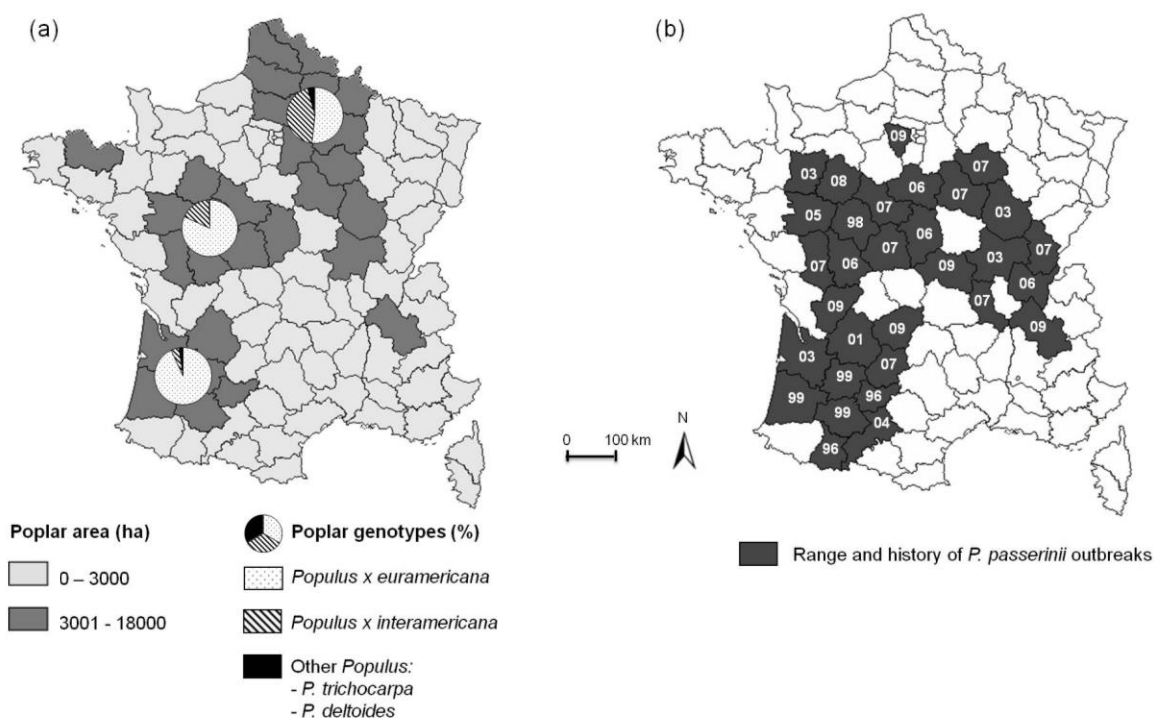 (a)
(b)
09
07
03
08
06
07
07
03
05
98
06
07
07
03
06
07
09
06
07
09
09
09
01
03
07
99
96
99
99
04
96
N
0 100 km
Poplar area (ha)
0 – 3000
3001 - 18000
Poplar genotypes (%)
Populus x euramericana
Populus x interamericana
Other Populus:
- P. trichocarpa
- P. deltoides
Range and history of P. passerinii outbreaks